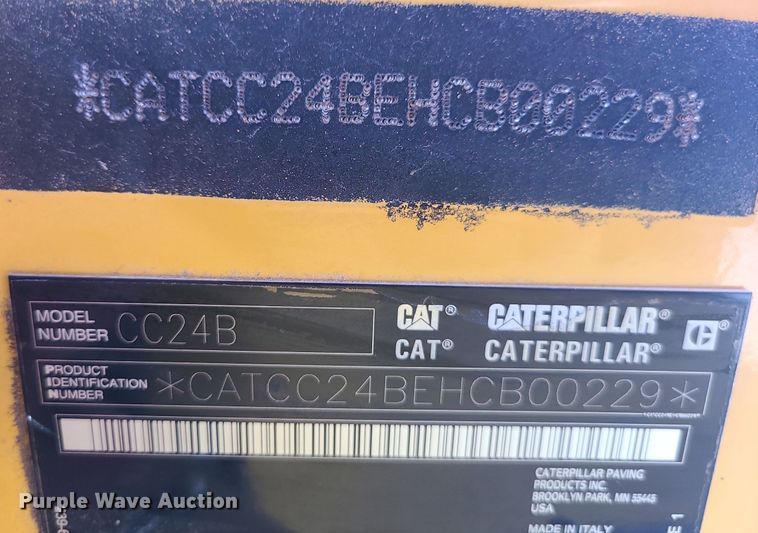 *CATCC24BEHCB00229*
MODEL NUMBER CC24B
CAT® CATERPILLAR®
CAT® CATERPILLAR®
C®
PRODUCT IDENTIFICATION NUMBER *CATCC24BEHCB00229*
CATERPILLAR PAVING
PRODUCTS INC.
BROOKLYN PARK, MN 55445
USA
MADE IN ITALY
E 1
Purple Wave Auction